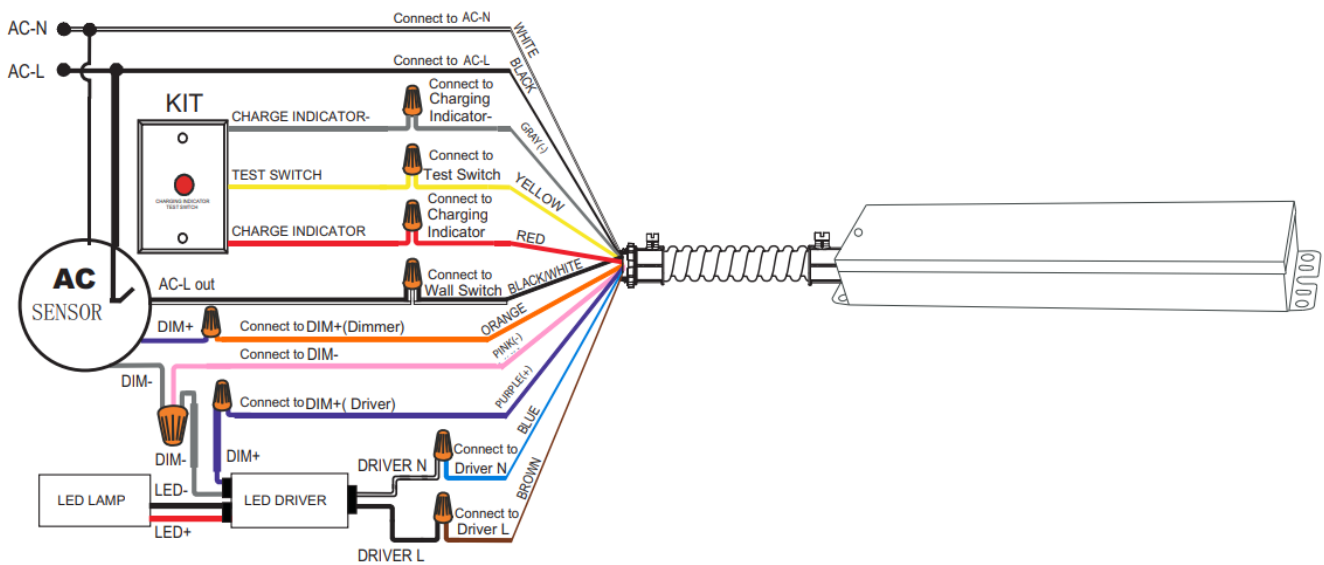 AC-N
Connect to AC-N
WHITE
AC-L
Connect to AC-L
BLACK
KIT
CHARGE INDICATOR-
Connect to
Charging
Indicator-
GRAY(-)
TEST SWITCH
Connect to
Test Switch
YELLOW
CHARGING INDICATOR
TEST SWITCH
CHARGE INDICATOR
Connect to
Charging
Indicator
RED
AC
SENSOR
AC-L out
Connect to
Wall Switch
BLACK/WHITE
DIM+
Connect to DIM+(Dimmer)
ORANGE
DIM-
Connect to DIM-
PINK(-)
Connect to DIM+( Driver)
PURPLE(+)
DIM-
DIM+
DRIVER N
Connect to
Driver N
BLUE
LED LAMP
LED-
LED+
LED DRIVER
DRIVER L
Connect to
Driver L
BROWN